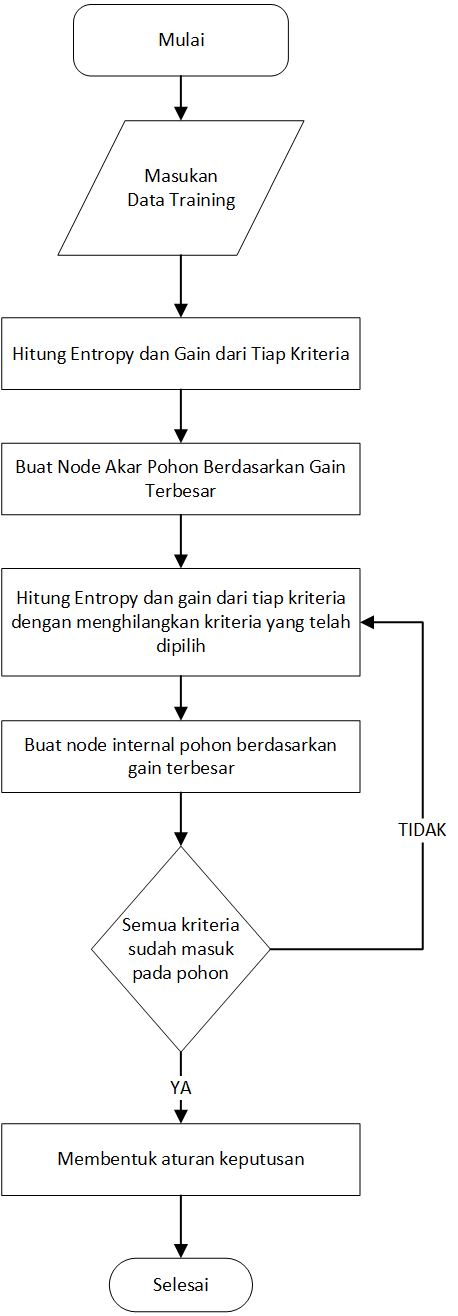 Mulai
Masukan
Data Training
Hitung Entropy dan Gain dari Tiap Kriteria
Buat Node Akar Pohon Berdasarkan Gain
Terbesar
Hitung Entropy dan gain dari tiap kriteria
dengan menghilangkan kriteria yang telah
dipilih
Buat node internal pohon berdasarkan
gain terbesar
TIDAK
Semua kriteria
sudah masuk
pada pohon
YA
Membentuk aturan keputusan
Selesai